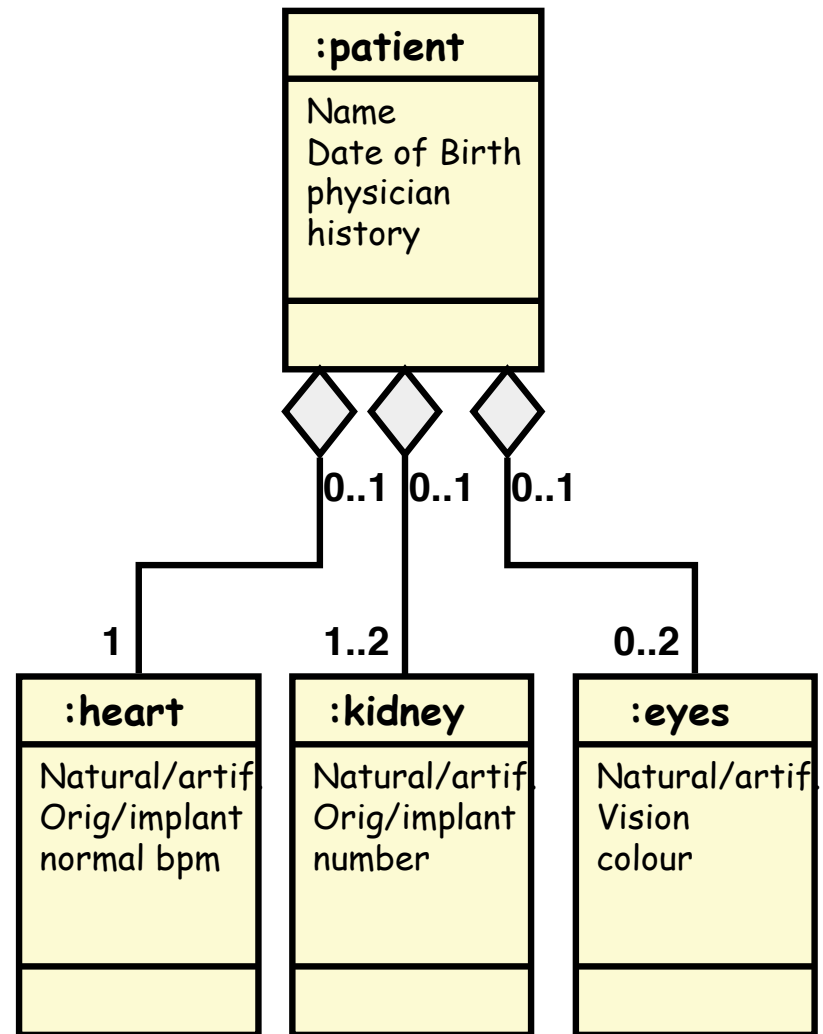 :patient
Name
Date of Birth
physician
history
0..1 0..1 0..1
1 1..2 0..2
:heart
Natural/artif.
Orig/implant
normal bpm
:kidney
Natural/artif.
Orig/implant
number
:eyes
Natural/artif.
Vision
colour